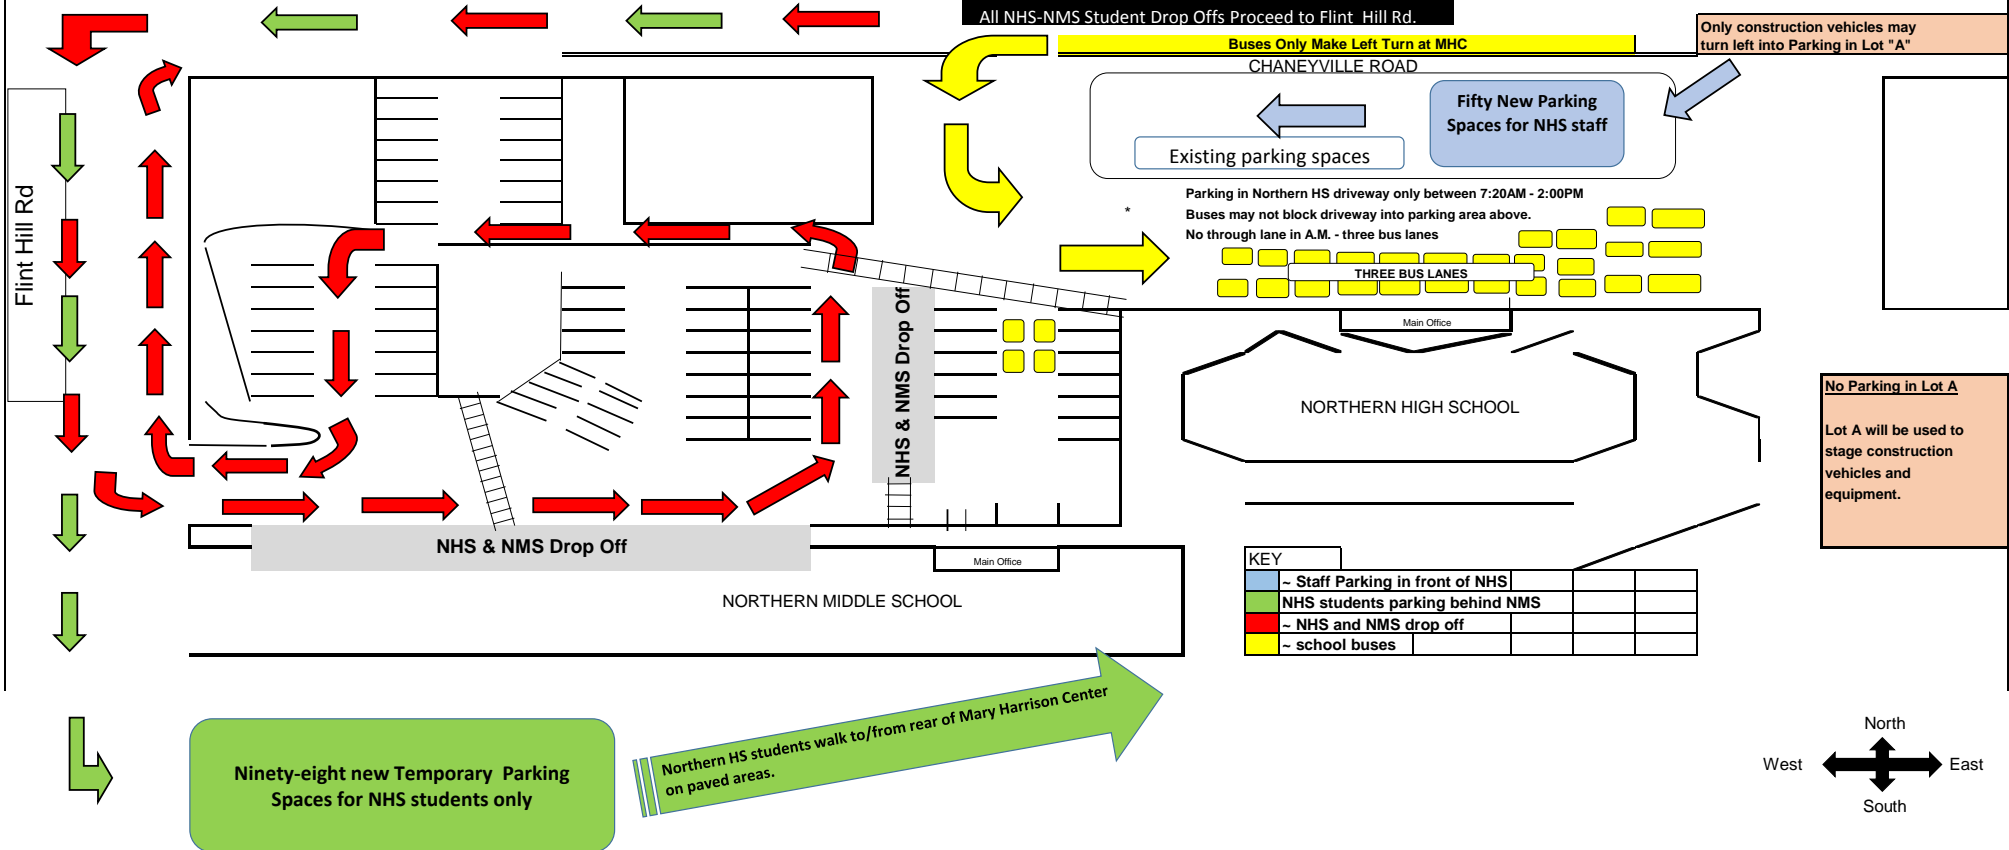 All NHS-NMS Student Drop Offs Proceed to Flint Hill Rd.
Only construction vehicles may
turn left into Parking in Lot "A"
Buses Only Make Left Turn at MHC
CHANEYVILLE ROAD
Fifty New Parking
Spaces for NHS staff
Existing parking spaces
Parking in Northern HS driveway only between 7:20AM - 2:00PM
*
Buses may not block driveway into parking area above.
No through lane in A.M. - three bus lanes
THREE BUS LANES
Flint Hill Rd
NHS & NMS Drop Off
Main Office
NORTHERN HIGH SCHOOL
No Parking in Lot A
Lot A will be used to
stage construction
vehicles and
equipment.
NHS & NMS Drop Off
Main Office
NORTHERN MIDDLE SCHOOL
KEY
~ Staff Parking in front of NHS
NHS students parking behind NMS
~ NHS and NMS drop off
~ school buses
Northern HS students walk to/from rear of Mary Harrison Center
on paved areas.
Ninety-eight new Temporary Parking
Spaces for NHS students only
North
West
East
South